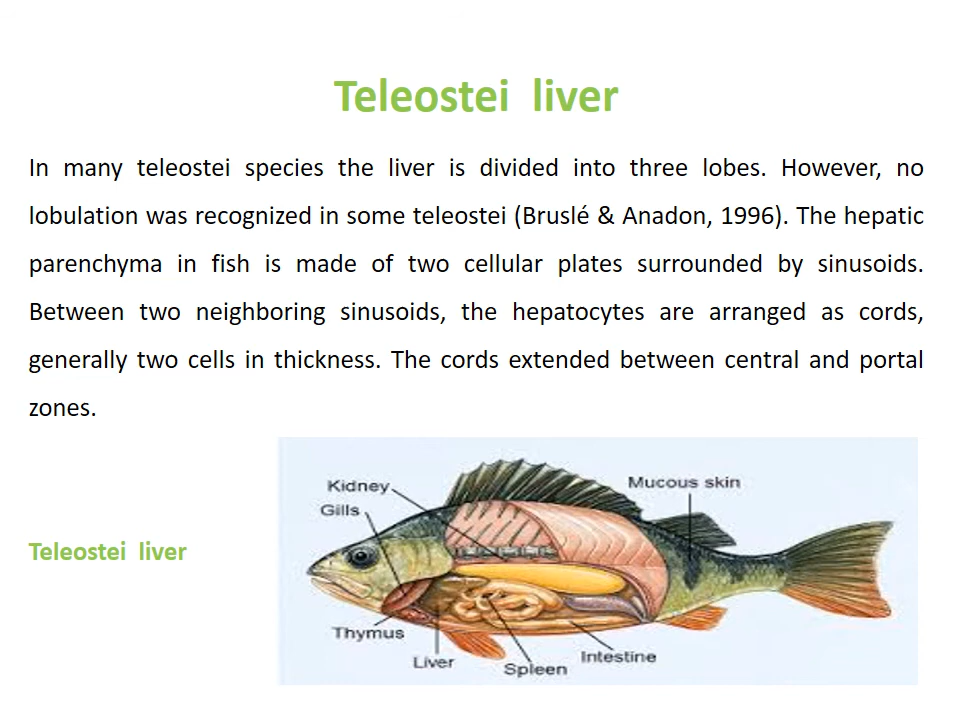 Teleostei liver
In many teleostei species the liver is divided into three lobes. However, no
lobulation was recognized in some teleostei (Bruslé & Anadon, 1996). The hepatic
parenchyma in fish is made of two cellular plates surrounded by sinusoids.
Between two neighboring sinusoids, the hepatocytes are arranged as cords,
generally two cells in thickness. The cords extended between central and portal
zones.
Kidney
Mucous skin
Gills
Teleostei liver
Thymus
Liver
Spleen
Intestine